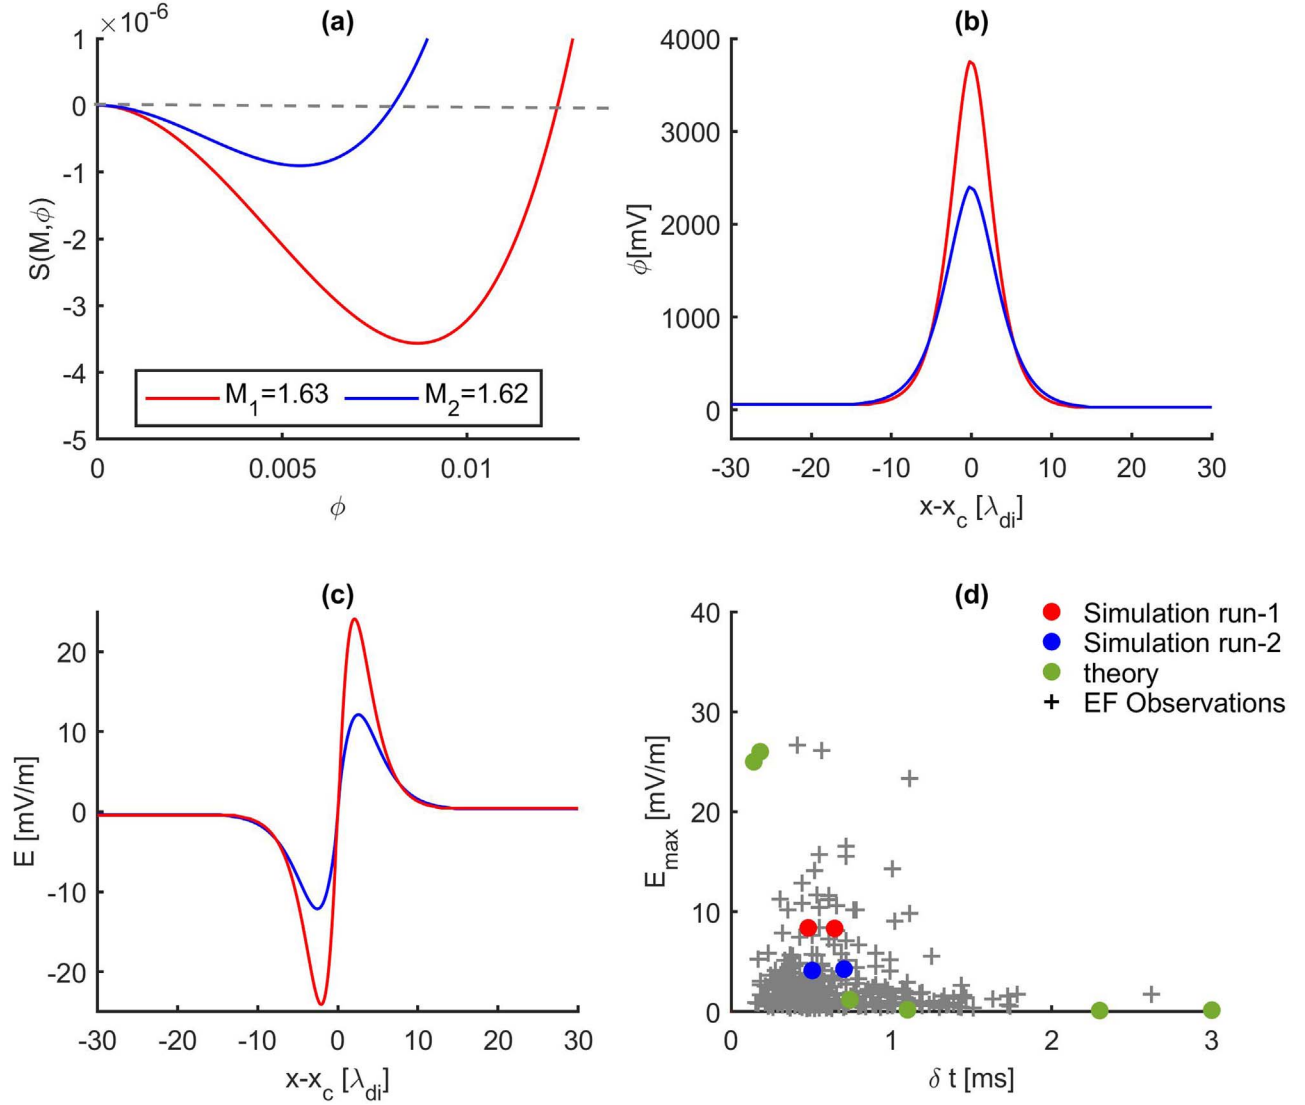 (a)
×10-6
1
0
-1
-2
-3
-4
-5
S(M,ϕ)
M1=1.63
M2=1.62
0
0.005
0.01
ϕ
(b)
4000
3000
2000
1000
0
ϕ[mV]
-30
-20
-10
0
10
20
30
x-xc [λdi]
(c)
20
10
0
-10
-20
E [mV/m]
-30
-20
-10
0
10
20
30
x-xc [λdi]
(d)
Simulation run-1
Simulation run-2
theory
EF Observations
40
30
20
10
0
Emax [mV/m]
0
1
2
3
δ t [ms]